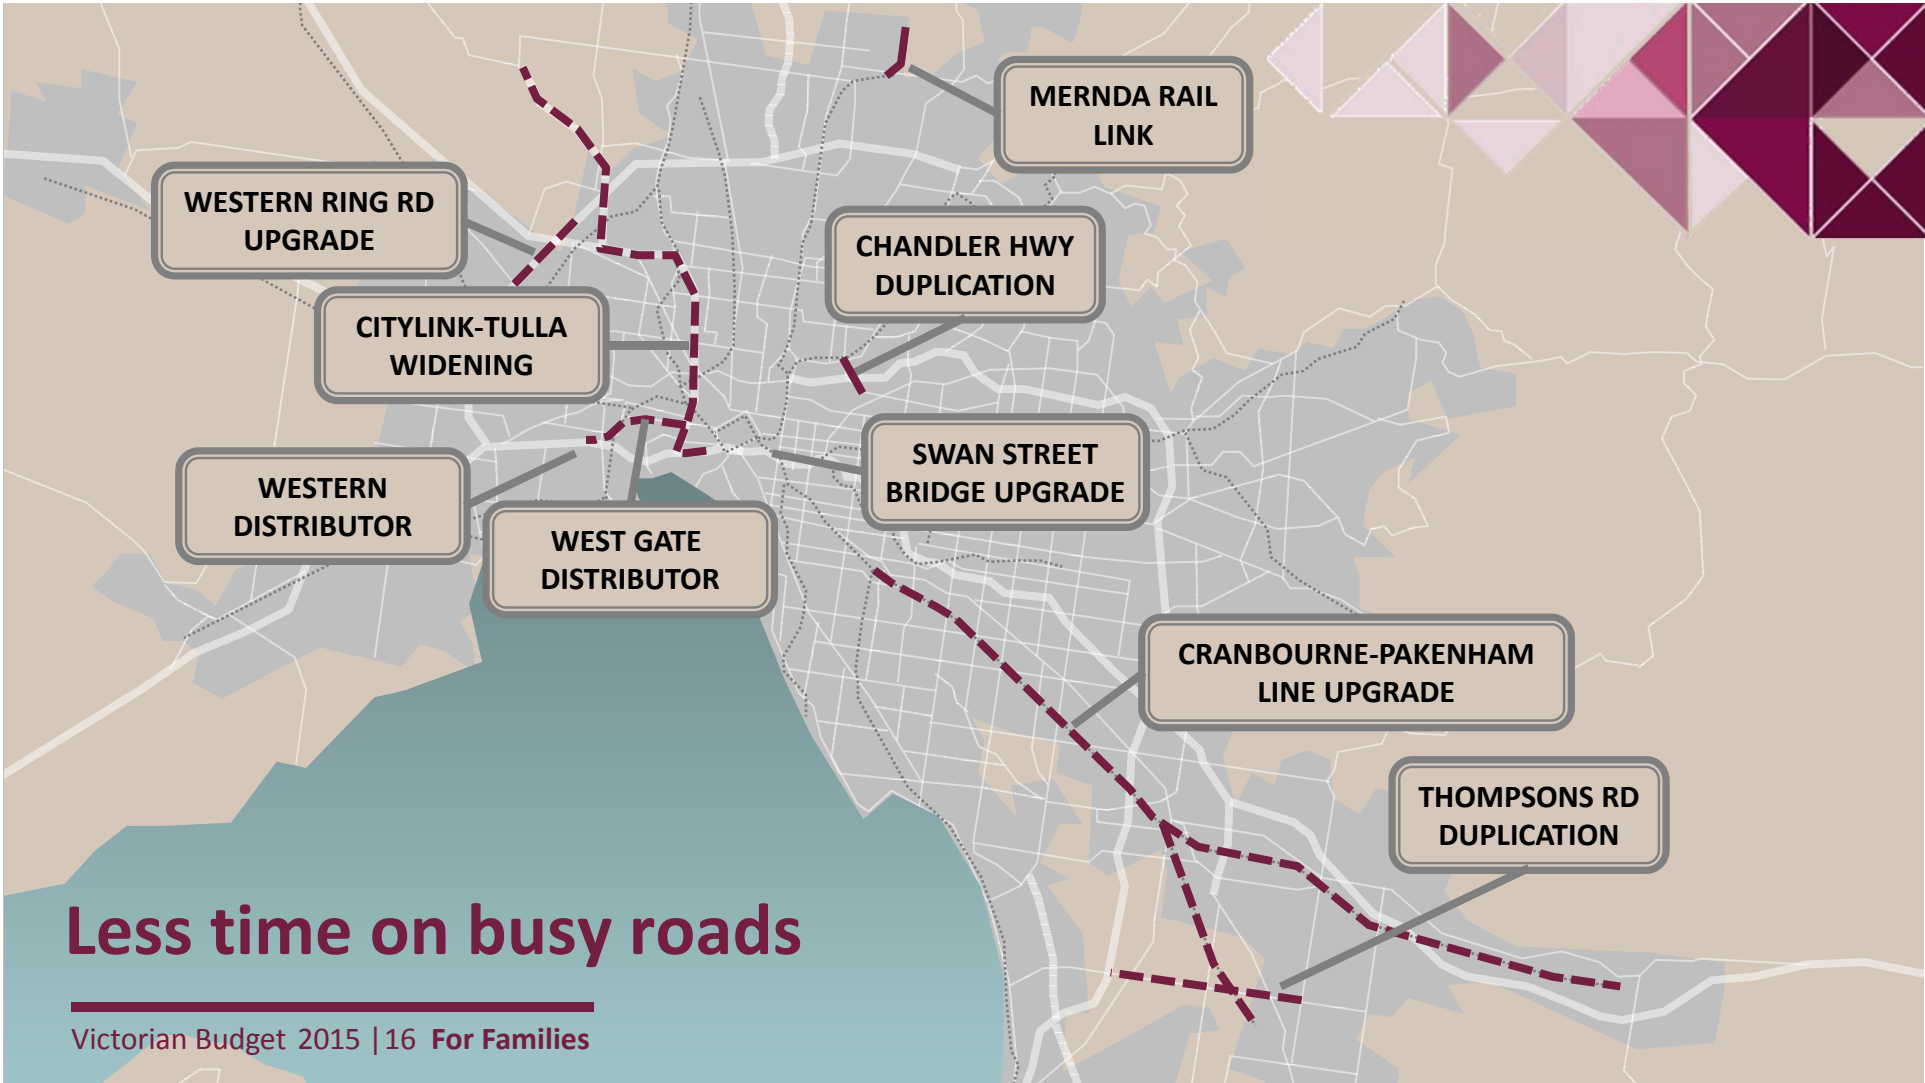 MERNDA RAIL
LINK
WESTERN RING RD
UPGRADE
CHANDLER HWY
DUPLICATION
CITYLINK-TULLA
WIDENING
SWAN STREET
BRIDGE UPGRADE
WESTERN
DISTRIBUTOR
WEST GATE
DISTRIBUTOR
CRANBOURNE-PAKENHAM
LINE UPGRADE
THOMPSONS RD
DUPLICATION
Less time on busy roads
Victorian Budget 2015 |16 For Families